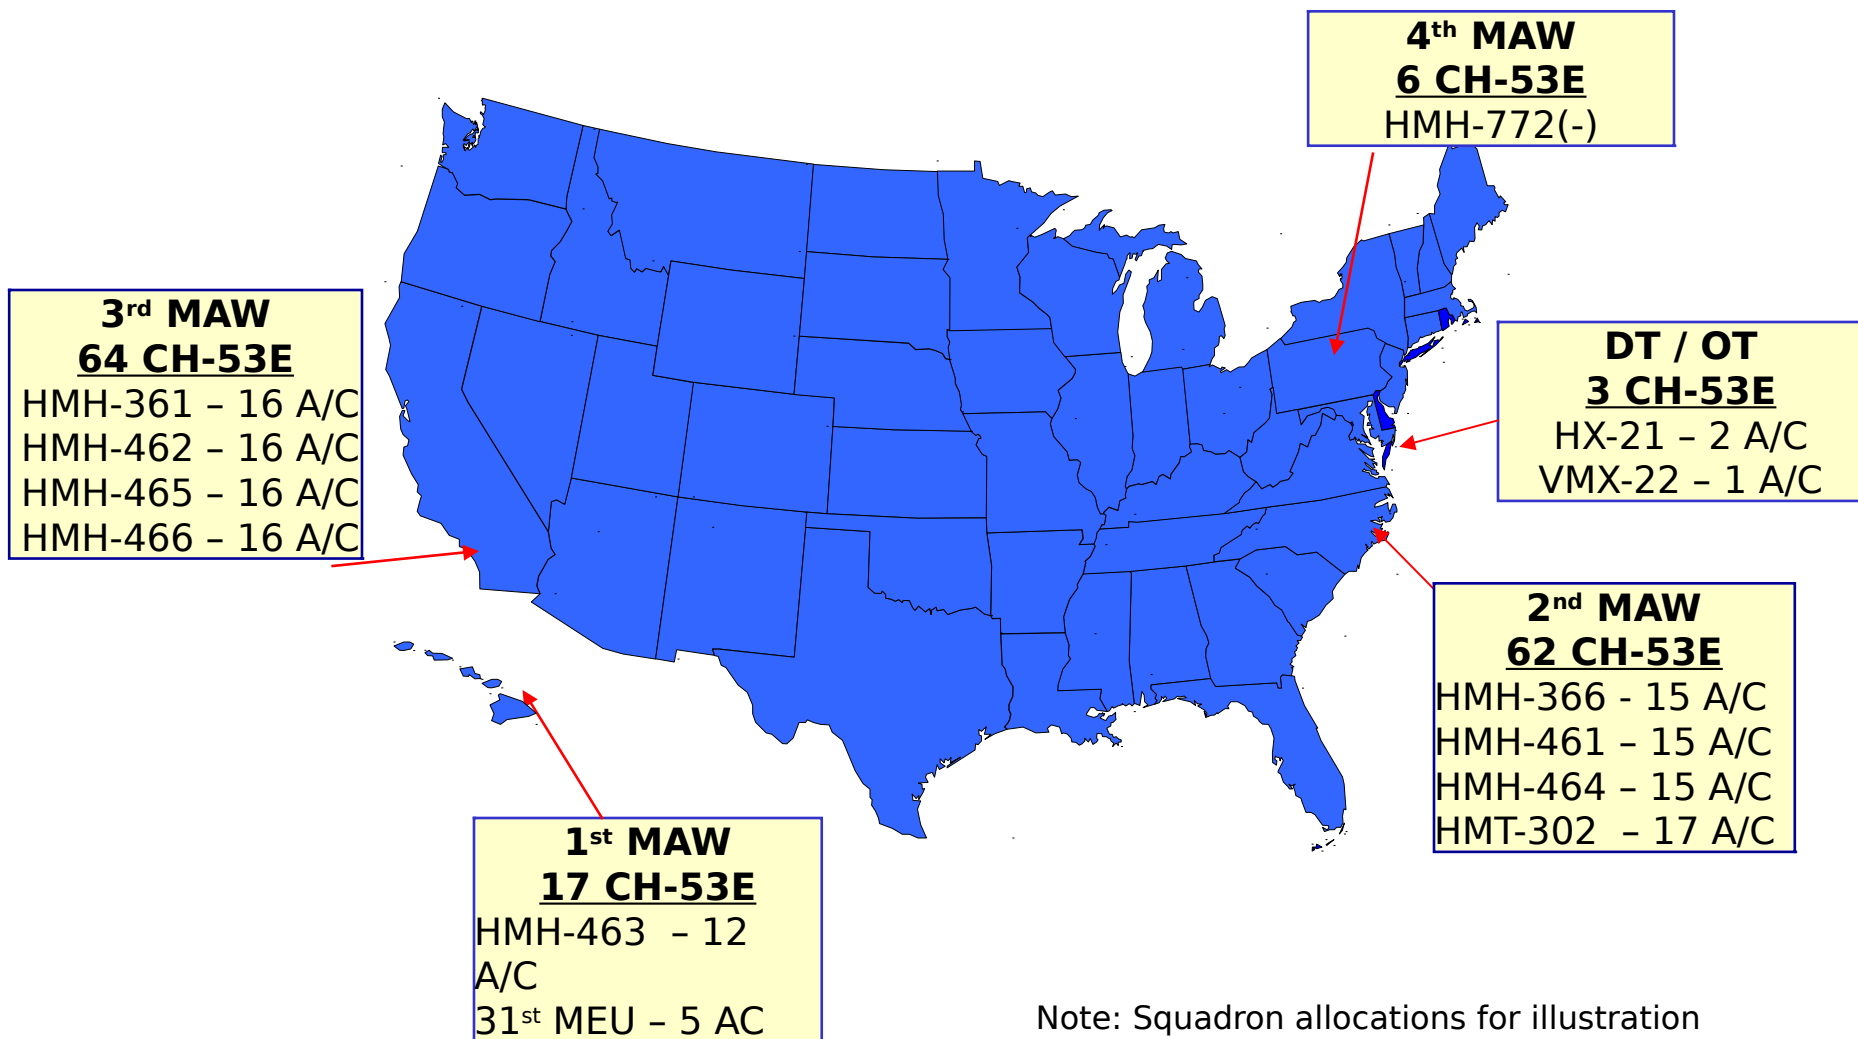 4th MAW
6 CH-53E
HMH-772(-)
3rd MAW
64 CH-53E
HMH-361 – 16 A/C
HMH-462 – 16 A/C
HMH-465 – 16 A/C
HMH-466 – 16 A/C
DT / OT
3 CH-53E
HX-21 – 2 A/C
VMX-22 – 1 A/C
2nd MAW
62 CH-53E
HMH-366 - 15 A/C
HMH-461 – 15 A/C
HMH-464 – 15 A/C
HMT-302 – 17 A/C
1st MAW
17 CH-53E
HMH-463 – 12
A/C
31st MEU – 5 AC
Note: Squadron allocations for illustration